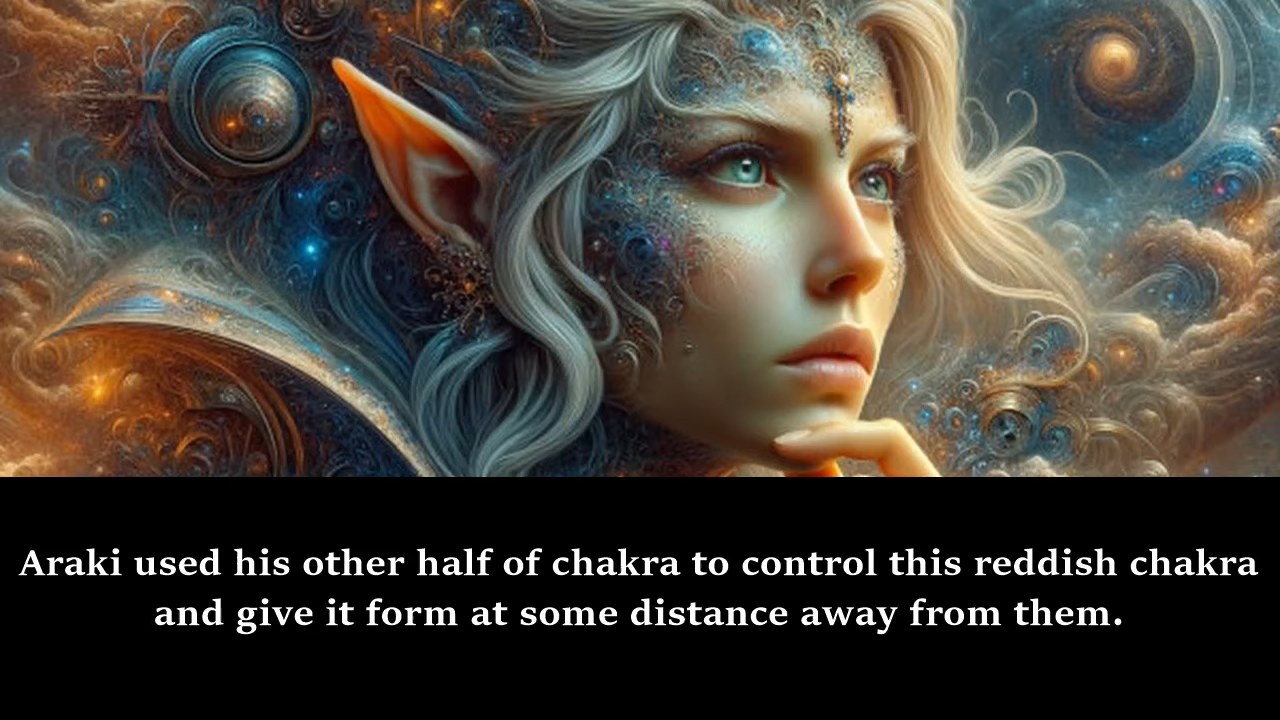 Araki used his other half of chakra to control this reddish chakra
and give it form at some distance away from them.